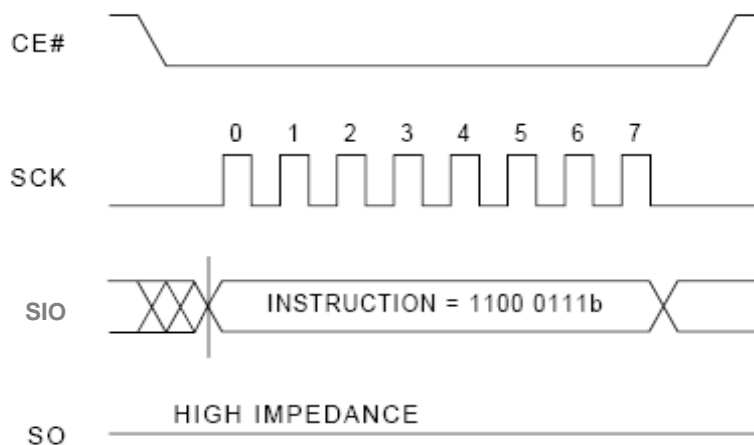 CE#
0 1 2 3 4 5 6 7
SCK
SIO
INSTRUCTION = 1100 0111b
HIGH IMPEDANCE
SO